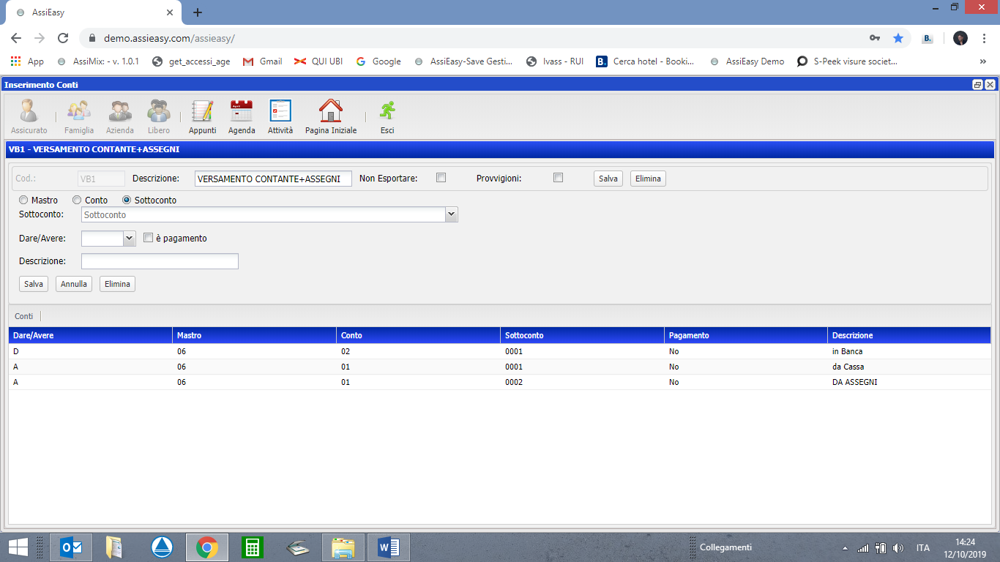 AssiEasy
demo.assieasy.com/assieasy/
B.
App AssiMix: - v. 1.0.1 get_accessi_age Gmail QUI UBI Google AssiEasy-Save Gesti... Ivass - RUI B. Cerca hotel - Booki... AssiEasy Demo S-Peek visure societ... »
Inserimento Conti
Assicurato Famiglia Azienda Libero Appunti Agenda Attività Pagina Iniziale Esci
VB1 - VERSAMENTO CONTANTE+ASSEGNI
Cod.: VB1 Descrizione: VERSAMENTO CONTANTE+ASSEGNI Non Esportare: Provvigioni: Salva Elimina
Mastro Conto Sottoconto
Sottoconto: Sottoconto
Dare/Avere: è pagamento
Descrizione:
Salva Annulla Elimina
Conti
Dare/Avere Mastro Conto Sottoconto Pagamento Descrizione
D 06 02 0001 No in Banca
A 06 01 0001 No da Cassa
A 06 01 0002 No DA ASSEGNI
Collegamenti ITA 14:24
12/10/2019